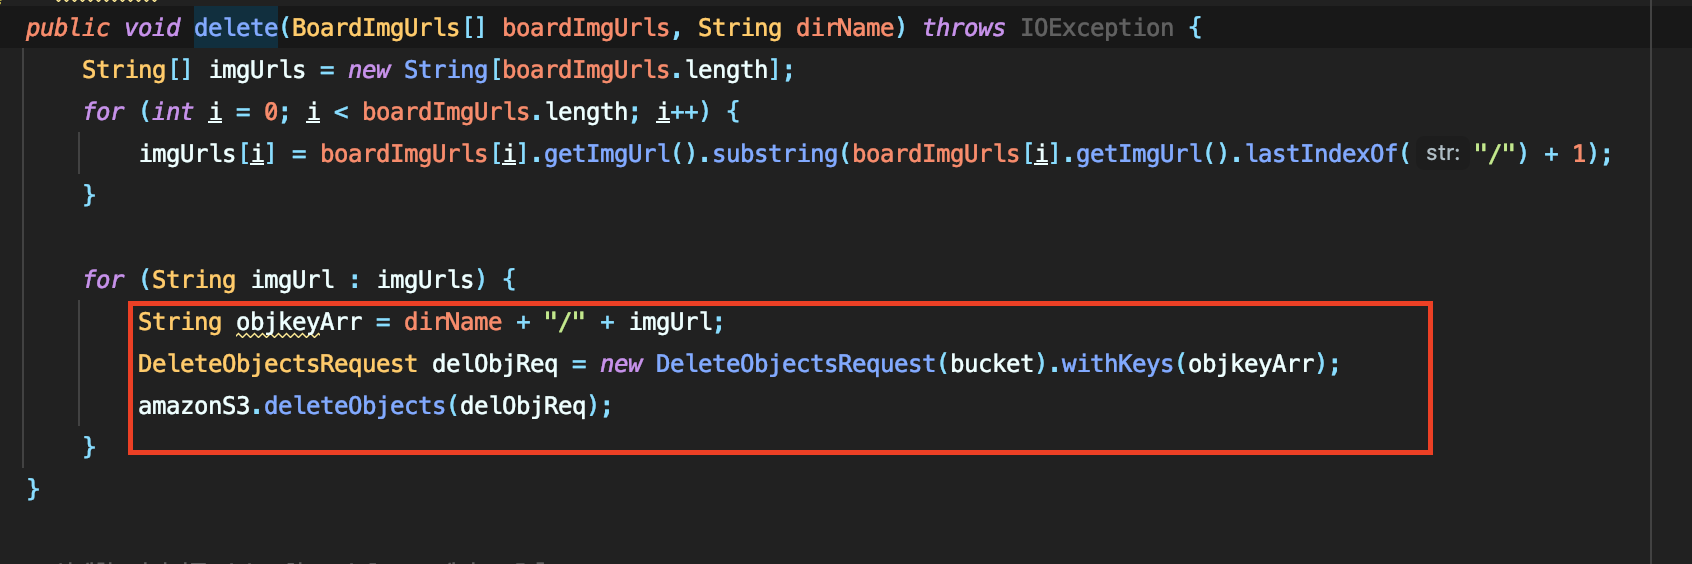 public void delete(BoardImgUrls[] boardImgUrls, String dirName) throws IOException {
String[] imgUrls = new String[boardImgUrls.length];
for (int i = 0; i < boardImgUrls.length; i++) {
imgUrls[i] = boardImgUrls[i].getImgUrl().substring(boardImgUrls[i].getImgUrl().lastIndexOf( str: "/") + 1);
}
for (String imgUrl : imgUrls) {
String objkeyArr = dirName + "/" + imgUrl;
DeleteObjectsRequest delObjReq = new DeleteObjectsRequest(bucket).withKeys(objkeyArr);
amazonS3.deleteObjects(delObjReq);
}
}